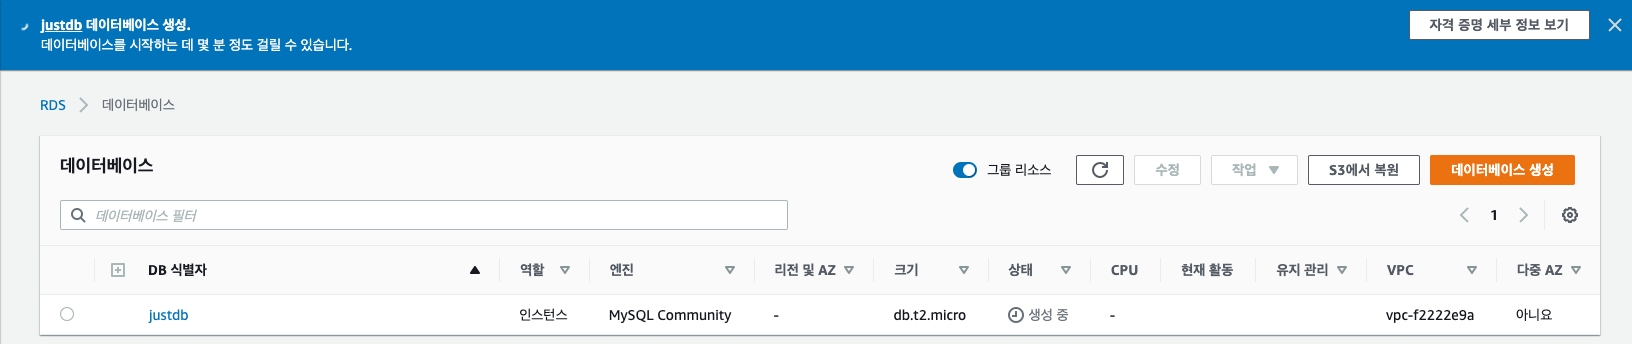 justdb 데이터베이스 생성.
데이터베이스를 시작하는 데 몇 분 정도 걸릴 수 있습니다.
자격 증명 세부 정보 보기
RDS 데이터베이스
데이터베이스
그룹 리소스 수정 작업 S3에서 복원 데이터베이스 생성
데이터베이스 필터
1
DB 식별자 역할 엔진 리전 및 AZ 크기 상태 CPU 현재 활동 유지 관리 VPC 다중 AZ
justdb 인스턴스 MySQL Community - db.t2.micro 생성 중 - vpc-f2222e9a 아니요